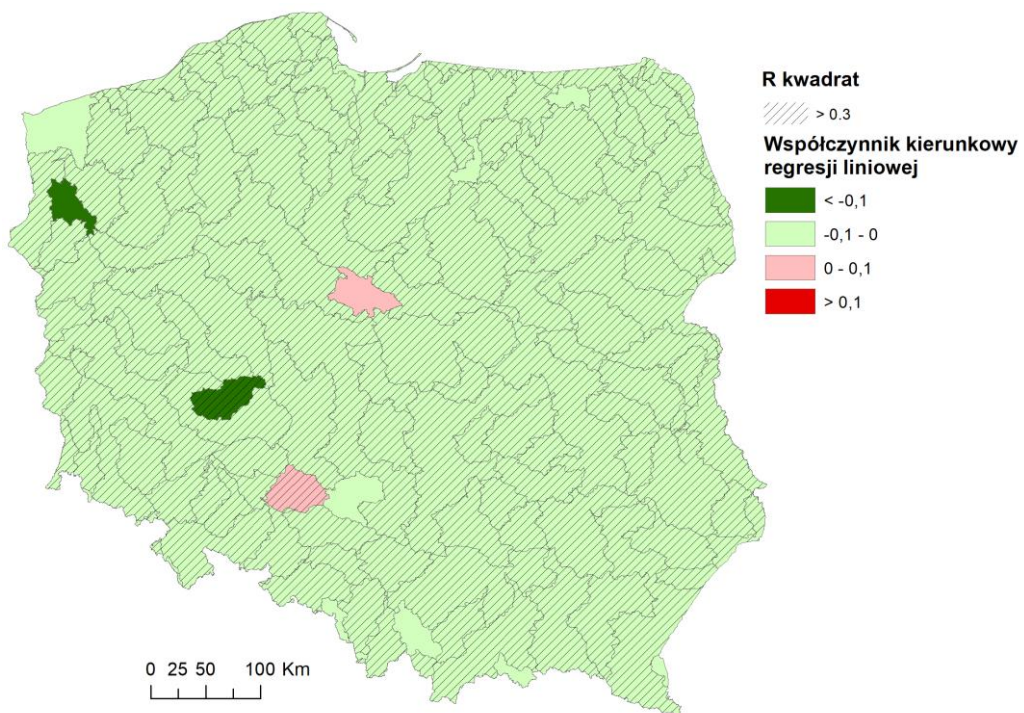 R kwadrat
> 0.3
Współczynnik kierunkowy
regresji liniowej
< -0,1
-0,1 - 0
0 - 0,1
> 0,1
0 25 50 100 Km